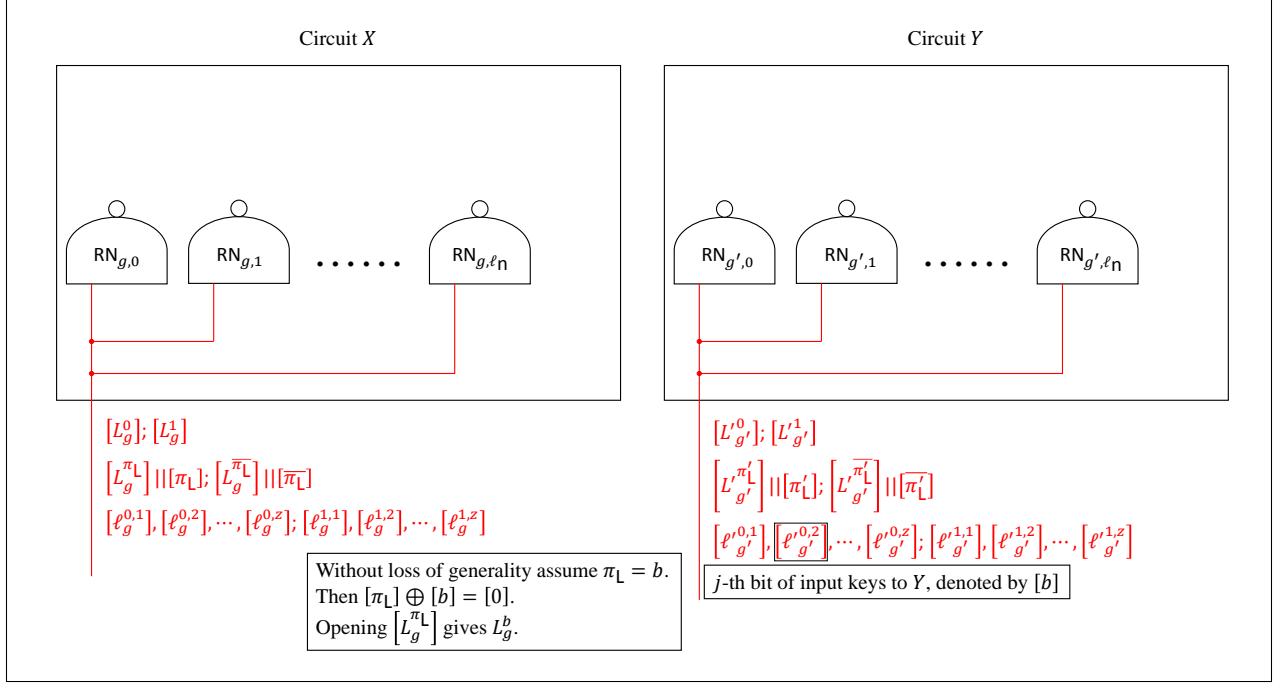 Circuit X
Circuit Y
RN_{g,0}
RN_{g,1}
......
RN_{g,ℓ_n}
RN_{g′,0}
RN_{g′,1}
......
RN_{g′,ℓ_n}
[L_g^0]; [L_g^1]
[L_g^{π_L}] ||[π_L]; [L_g^{\overline{π_L}}] ||[\overline{π_L}]
[ℓ_g^{0,1}], [ℓ_g^{0,2}], ⋯ , [ℓ_g^{0,z}]; [ℓ_g^{1,1}], [ℓ_g^{1,2}], ⋯ , [ℓ_g^{1,z}]
[L′_{g′}^0]; [L′_{g′}^1]
[L′_{g′}^{π′_L}] ||[π′_L]; [L′_{g′}^{\overline{π′_L}}] ||[\overline{π′_L}]
[ℓ′_{g′}^{0,1}], [ℓ′_{g′}^{0,2}], ⋯ , [ℓ′_{g′}^{0,z}]; [ℓ′_{g′}^{1,1}], [ℓ′_{g′}^{1,2}], ⋯ , [ℓ′_{g′}^{1,z}]
Without loss of generality assume π_L = b.
Then [π_L] ⊕ [b] = [0].
Opening [L_g^{π_L}] gives L_g^b.
j-th bit of input keys to Y, denoted by [b]